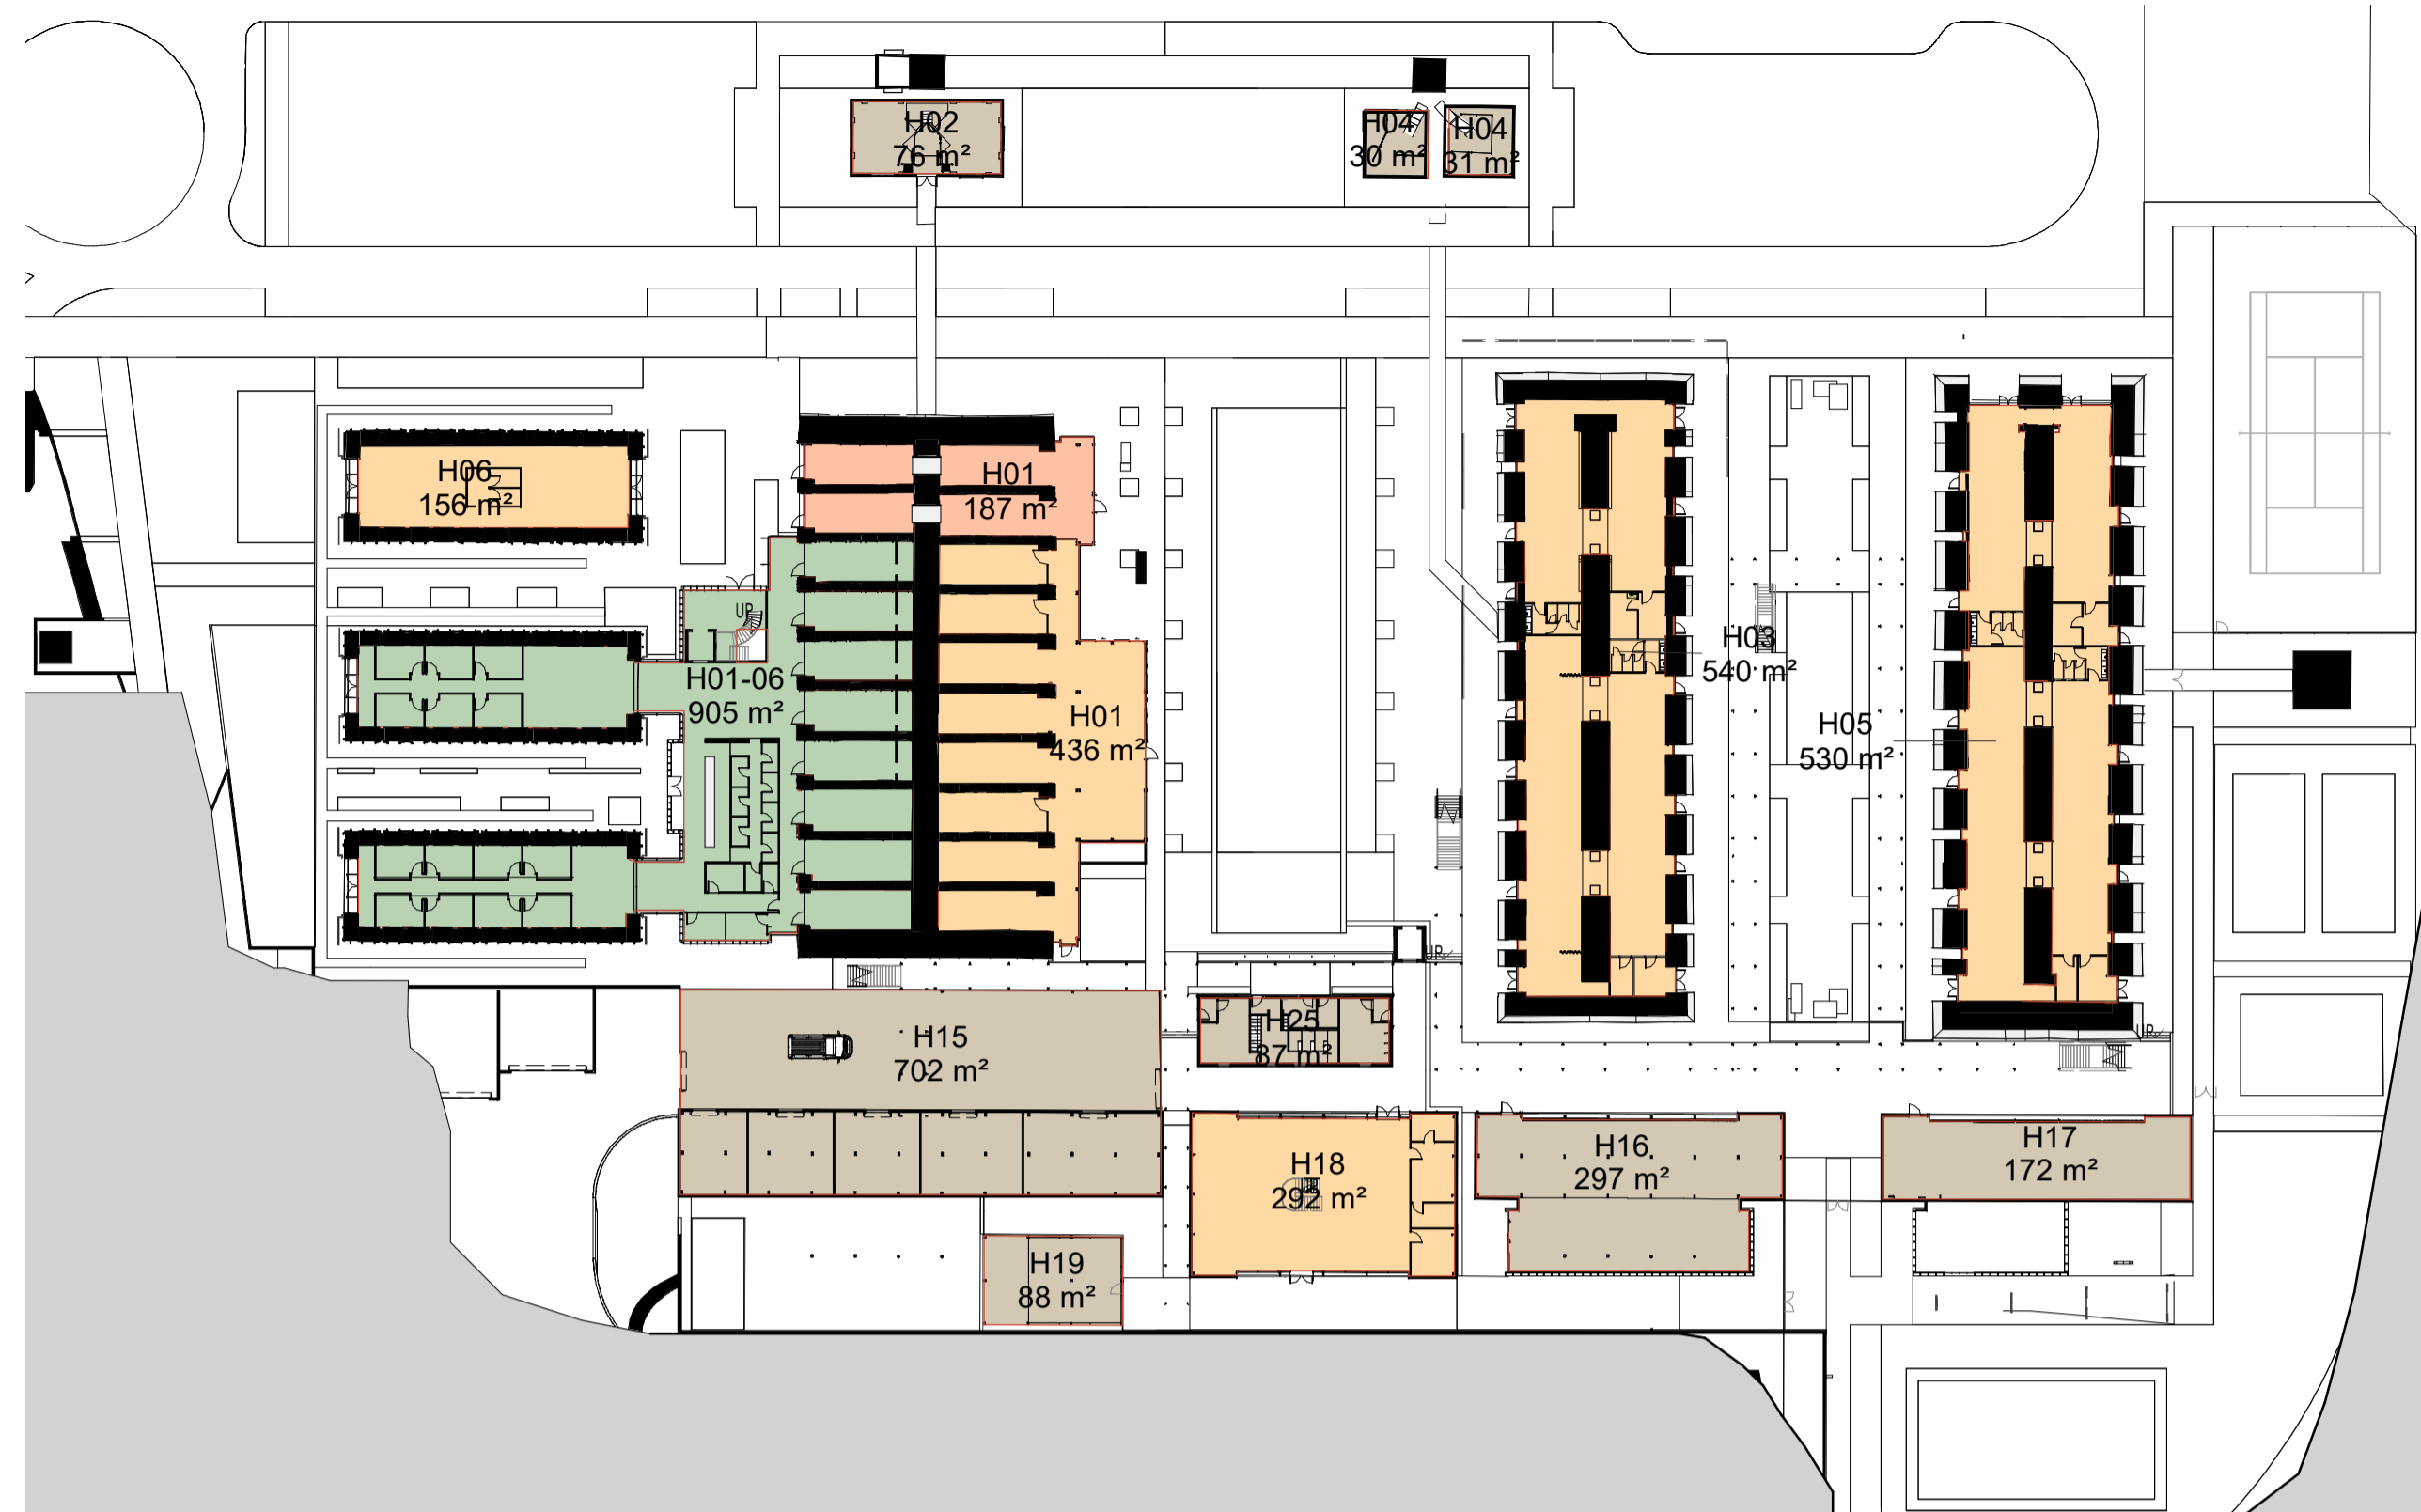 H02
76 m²
H04
30 m²
H04
31 m²
H06
156 m²
H01
187 m²
UP
H01-06
905 m²
H01
436 m²
H03
540 m²
H05
530 m²
UP
UP
H15
702 m²
H25
87 m²
H18
292 m²
H16
297 m²
H17
172 m²
H19
88 m²